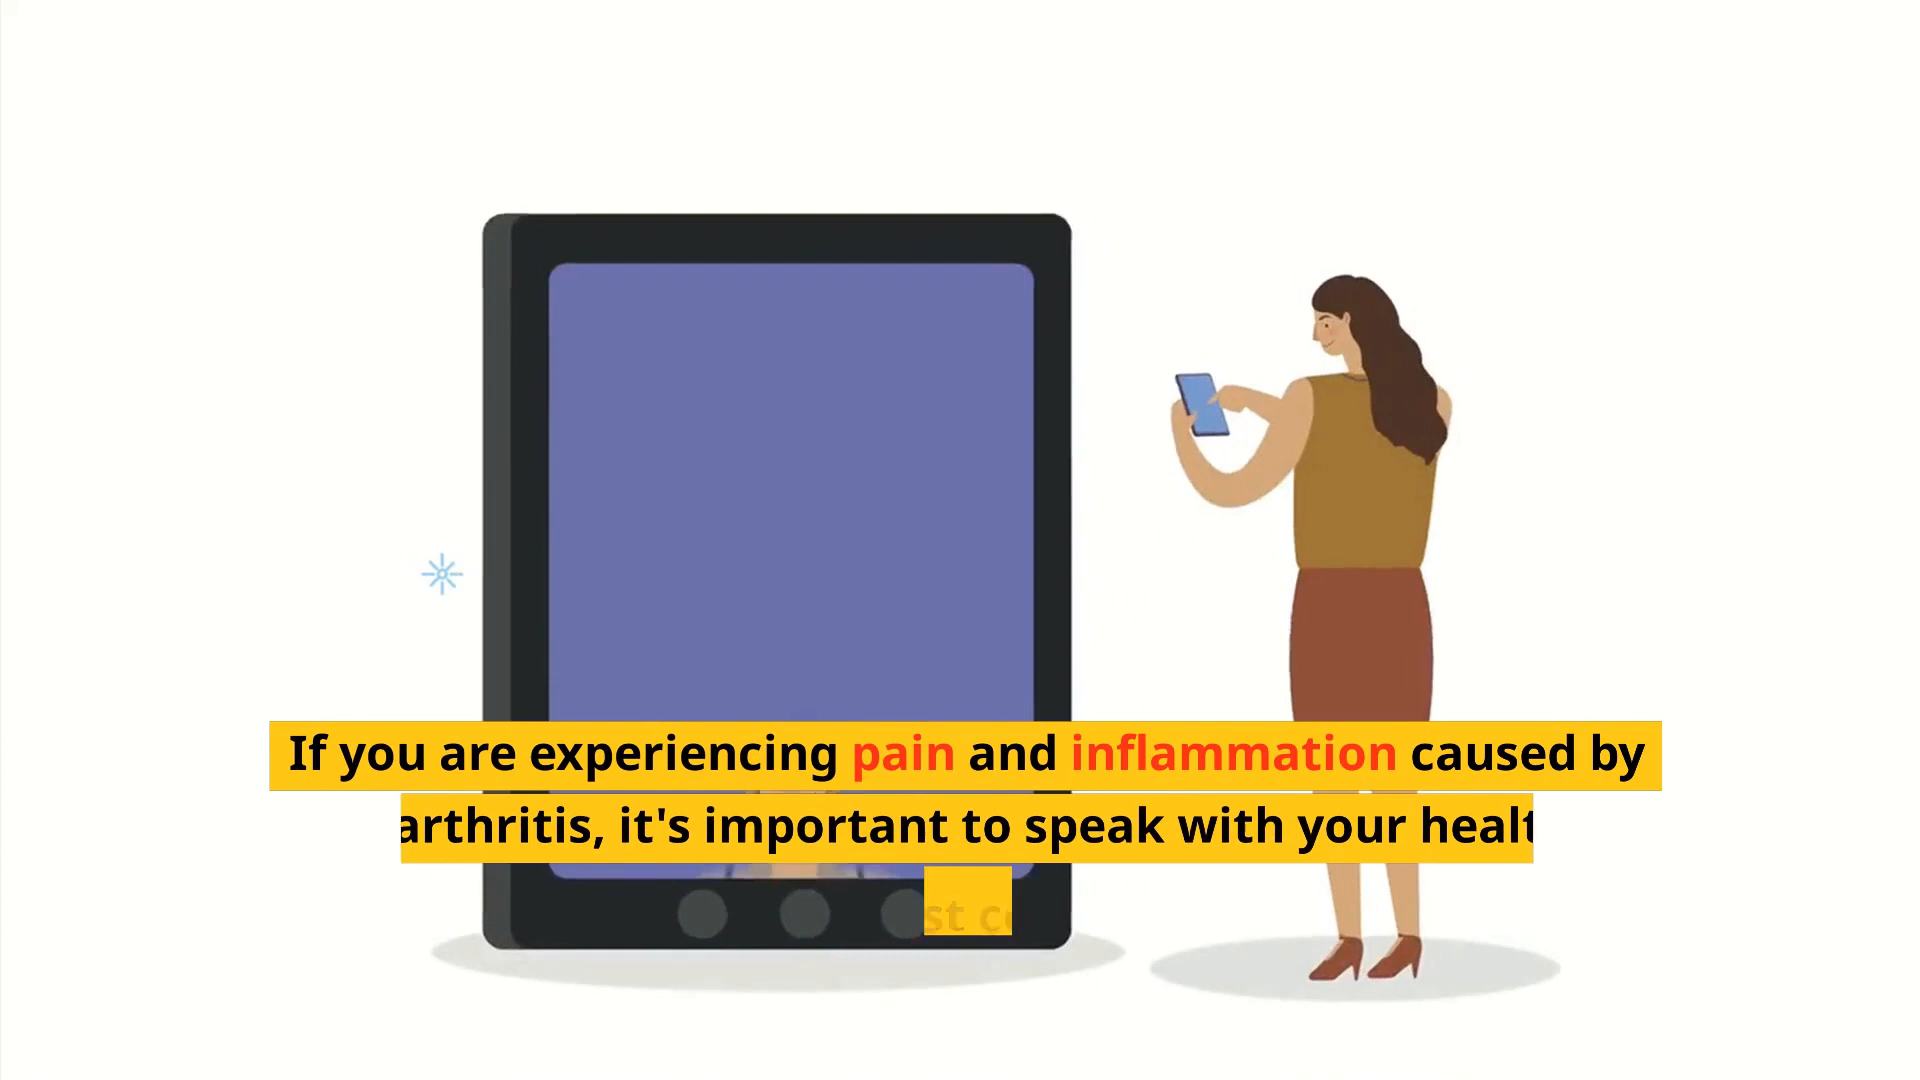 If you are experiencing pain and inflammation caused by
arthritis, it's important to speak with your healt